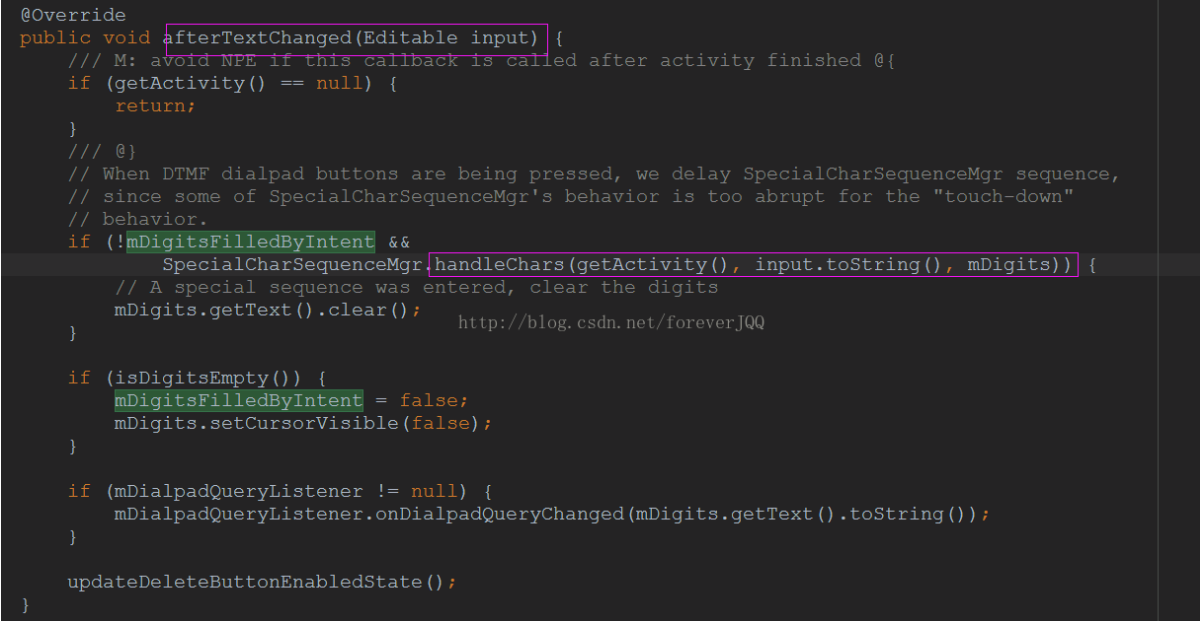 @Override
public void afterTextChanged(Editable input) {
/// M: avoid NPE if this callback is called after activity finished @{
if (getActivity() == null) {
return;
}
/// @}
// When DTMF dialpad buttons are being pressed, we delay SpecialCharSequenceMgr sequence,
// since some of SpecialCharSequenceMgr's behavior is too abrupt for the "touch-down"
// behavior.
if (!mDigitsFilledByIntent &&
SpecialCharSequenceMgr.handleChars(getActivity(), input.toString(), mDigits)) {
// A special sequence was entered, clear the digits
mDigits.getText().clear();
http://blog.csdn.net/foreverJQQ
}
if (isDigitsEmpty()) {
mDigitsFilledByIntent = false;
mDigits.setCursorVisible(false);
}
if (mDialpadQueryListener != null) {
mDialpadQueryListener.onDialpadQueryChanged(mDigits.getText().toString());
}
updateDeleteButtonEnabledState();
}